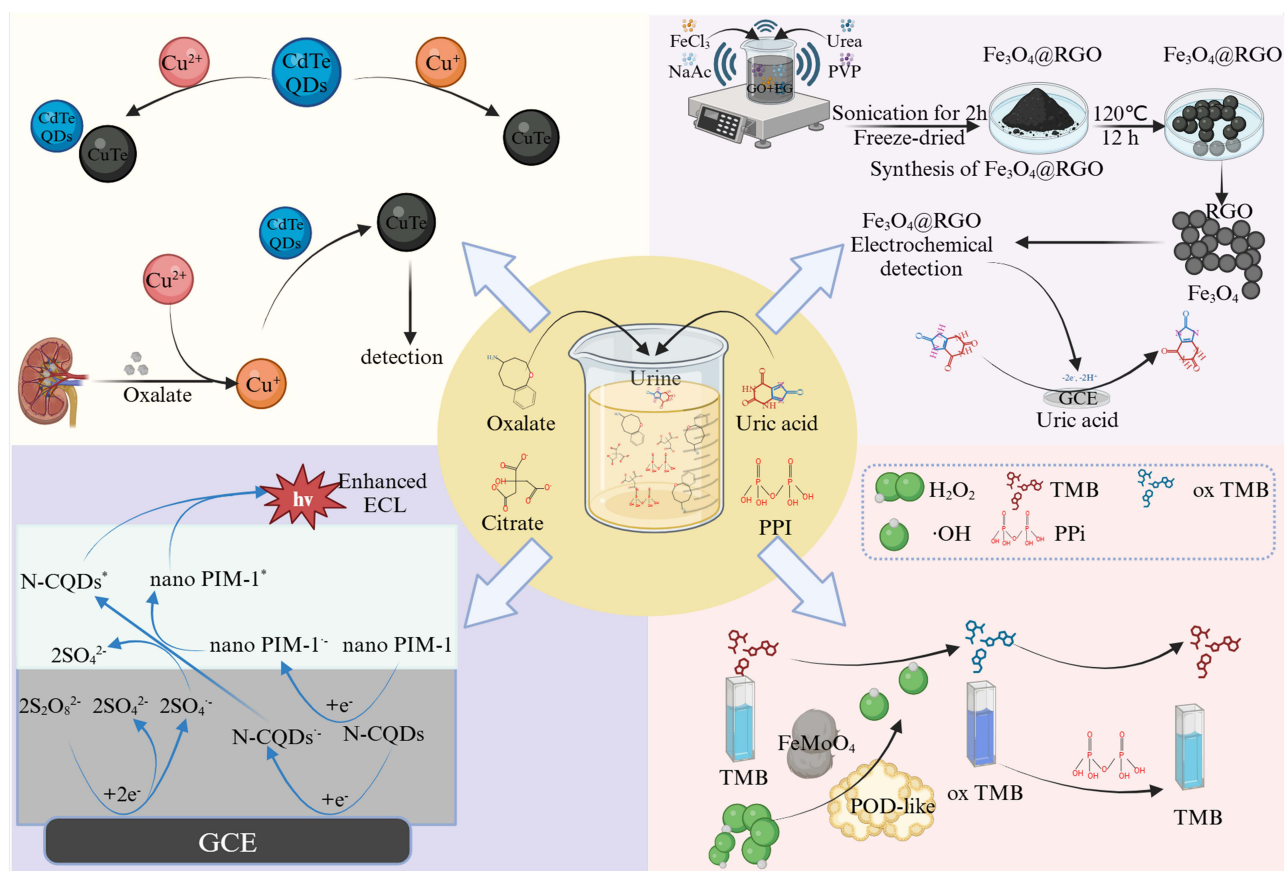 Cu²⁺
CdTe
QDs
Cu⁺
CdTe
QDs
CuTe
CuTe
CdTe
QDs
CuTe
Cu²⁺
detection
Oxalate
Cu⁺
FeCl₃
NaAc
Urea
PVP
GO+EG
Sonication for 2h
Freeze-dried
Synthesis of Fe₃O₄@RGO
Fe₃O₄@RGO
120℃
12 h
Fe₃O₄@RGO
RGO
Fe₃O₄
Fe₃O₄@RGO
Electrochemical
detection
-2e⁻, -2H⁺
GCE
Uric acid
Urine
Oxalate
Uric acid
Citrate
PPI
hv
Enhanced
ECL
N-CQDs*
nano PIM-1*
2SO₄²⁻
nano PIM-1·⁻
nano PIM-1
2S₂O₈²⁻
2SO₄²⁻
2SO₄·⁻
+e⁻
N-CQDs·⁻
N-CQDs
+2e⁻
+e⁻
GCE
H₂O₂
TMB
ox TMB
·OH
PPi
FeMoO₄
TMB
POD-like
ox TMB
TMB